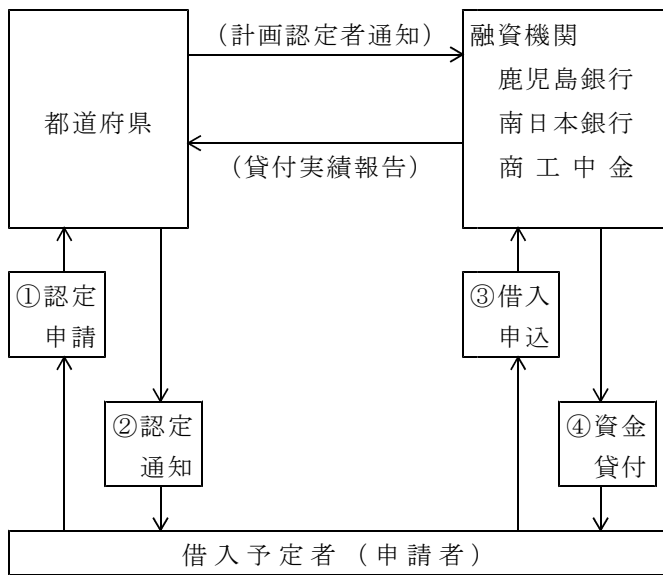 (計画認定者通知)
融資機関
鹿児島銀行
南日本銀行
商工中金
都道府県
(貸付実績報告)
①認定
申請
③借入
申込
②認定
通知
④資金
貸付
借入予定者（申請者）